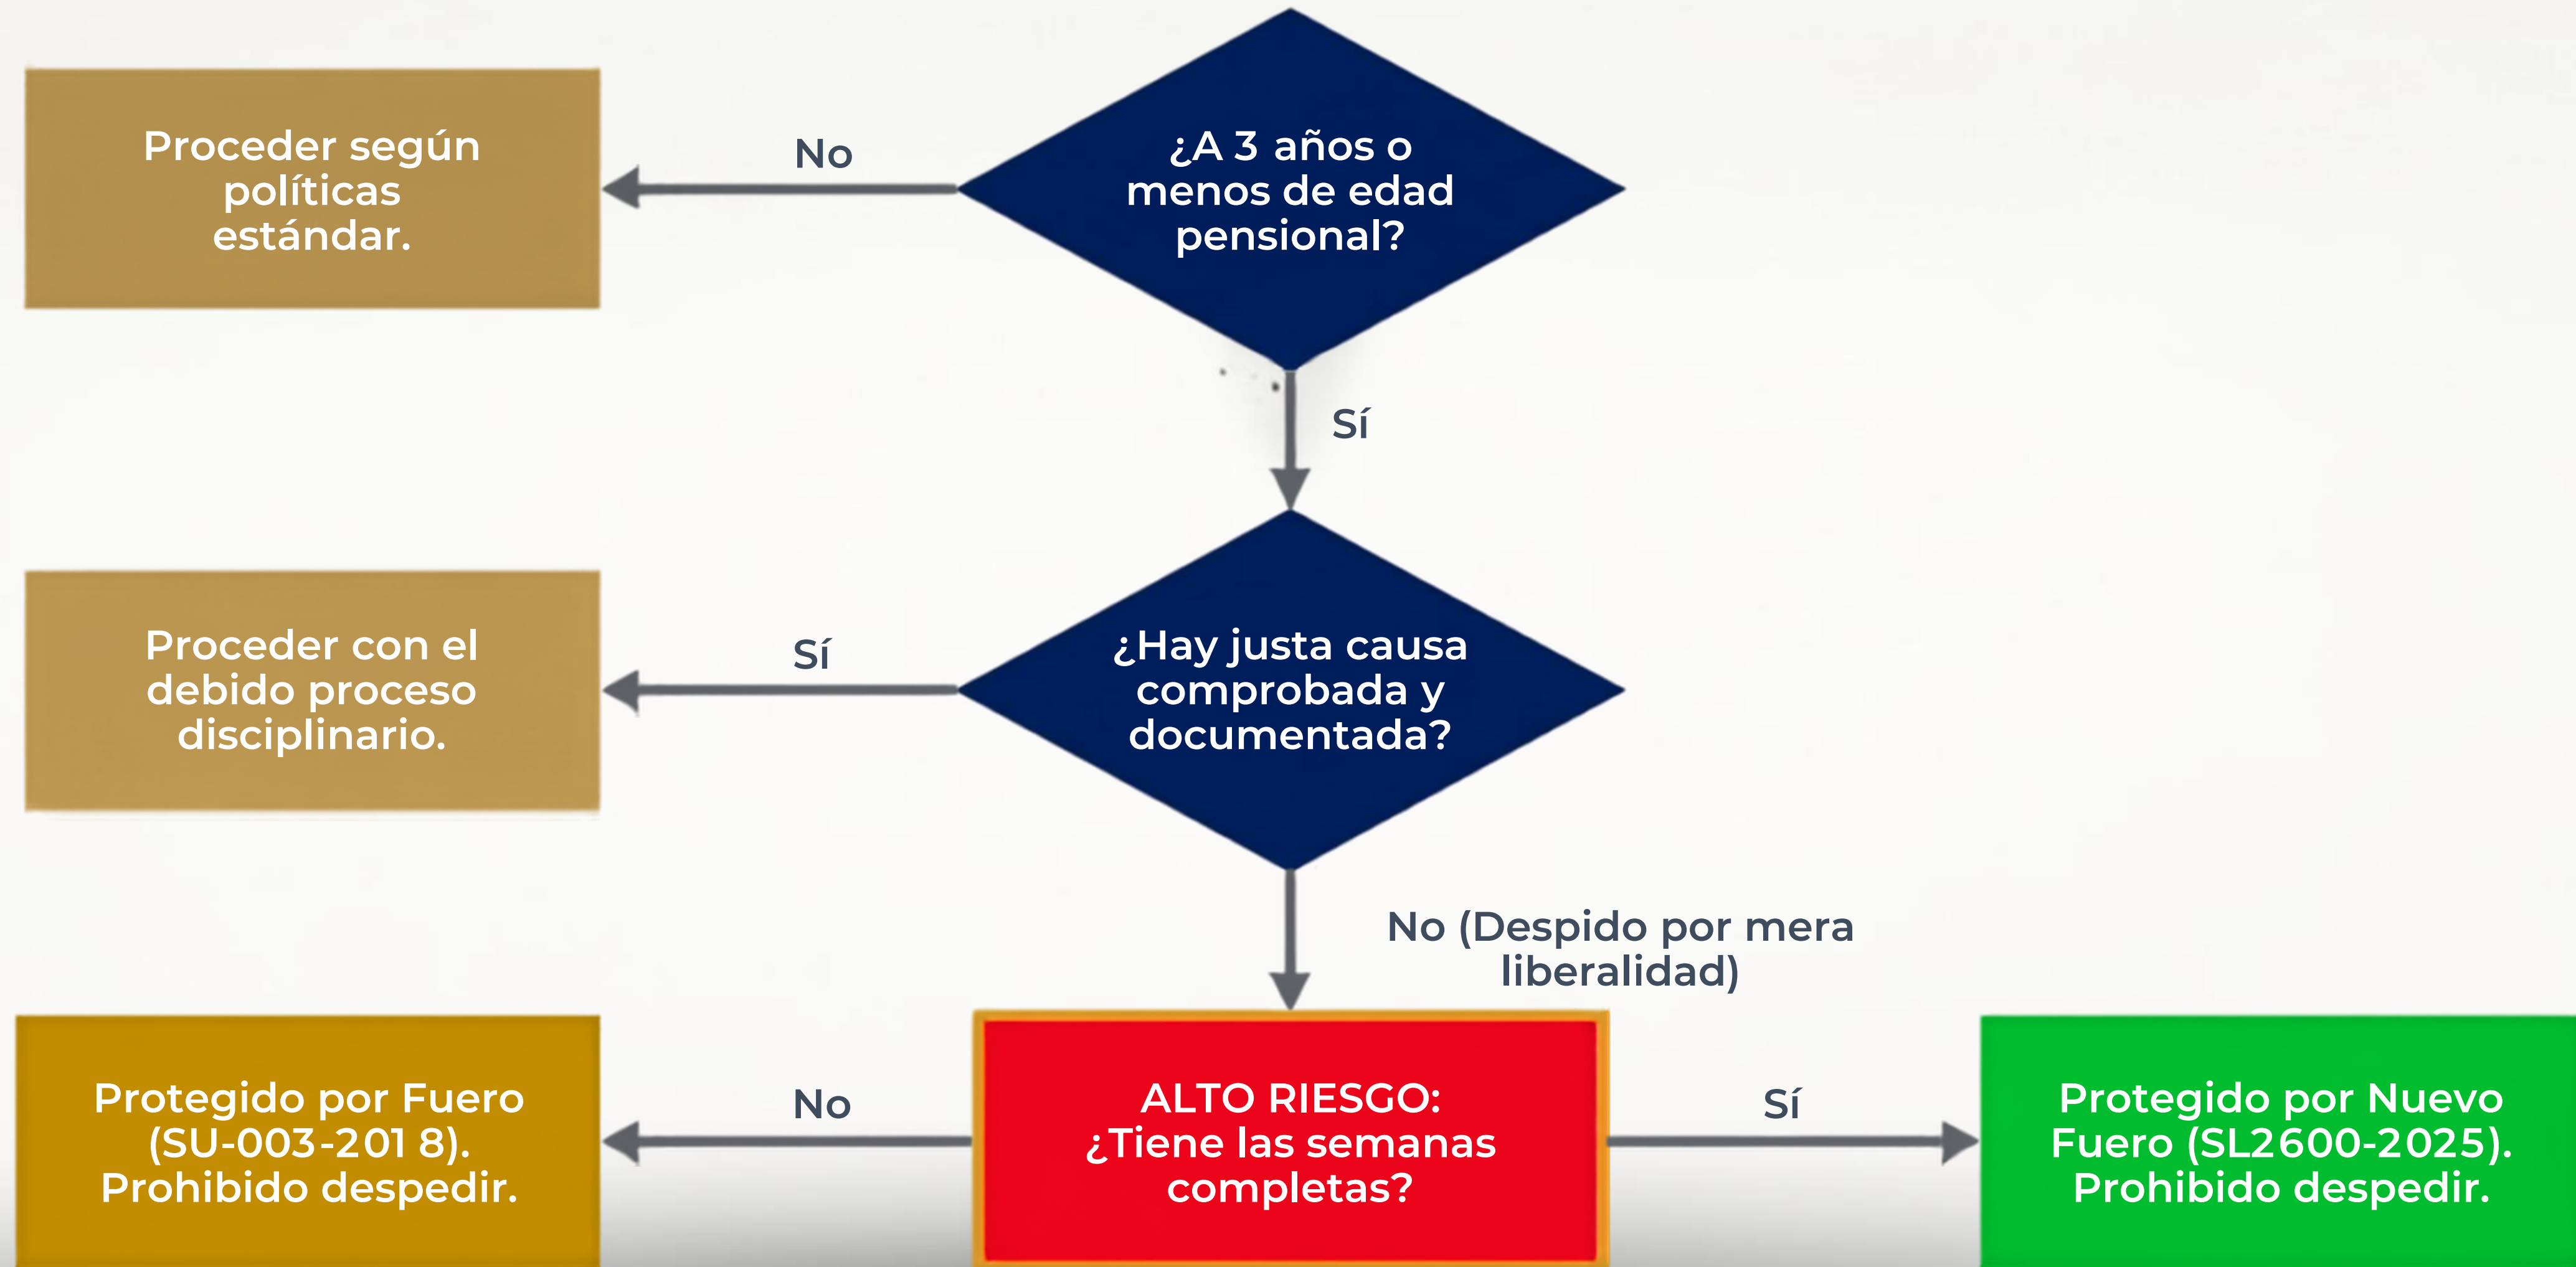 ¿A 3 años o
menos de edad
pensional?
No
Proceder según
políticas
estándar.
Sí
¿Hay justa causa
comprobada y
documentada?
Sí
Proceder con el
debido proceso
disciplinario.
No (Despido por mera
liberalidad)
ALTO RIESGO:
¿Tiene las semanas
completas?
No
Protegido por Fuero
(SU-003-201 8).
Prohibido despedir.
Sí
Protegido por Nuevo
Fuero (SL2600-2025).
Prohibido despedir.